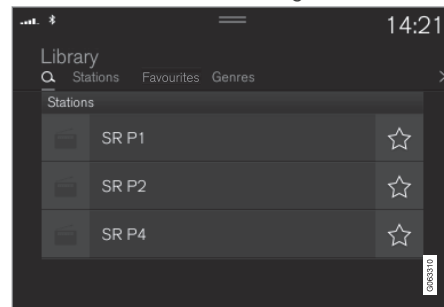 14:21
Library
Stations Favourites Genres
Stations
SR P1
SR P2
SR P4
G063310